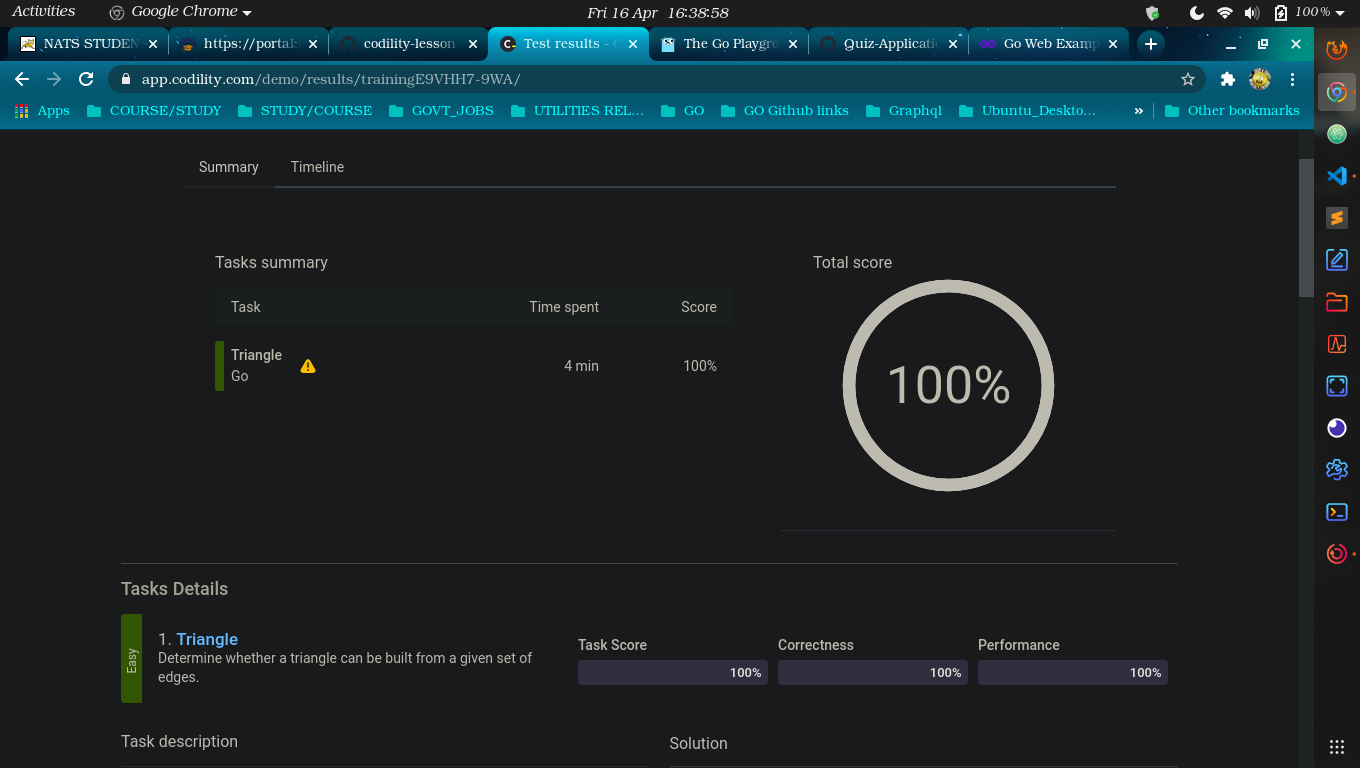 Activities Google Chrome Fri 16 Apr 16:38:58 100%
NATS STUDEN https://portal. codility-lesson- Test results - The Go Playgro Quiz-Applicati Go Web Examp
app.codility.com/demo/results/trainingE9VHH7-9WA/
Apps COURSE/STUDY STUDY/COURSE GOVT_JOBS UTILITIES REL... GO GO Github links Graphql Ubuntu_Deskto... » Other bookmarks
Summary Timeline
Tasks summary Total score
Task Time spent Score
Triangle
Go 4 min 100%
100%
Tasks Details
Easy
1. Triangle
Determine whether a triangle can be built from a given set of
edges.
Task Score Correctness Performance
100% 100% 100%
Task description Solution